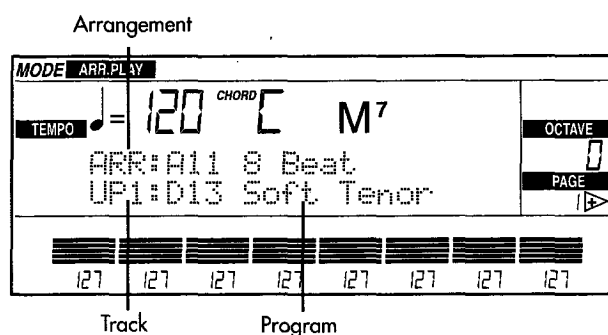 Arrangement
MODE ARR.PLAY
TEMPO ♩= 120 CHORD C M7
OCTAVE
0
ARR:A11 8 Beat
PAGE
UP1:D13 Soft Tenor
1 +
127 127 127 127 127 127 127 127
Track Program